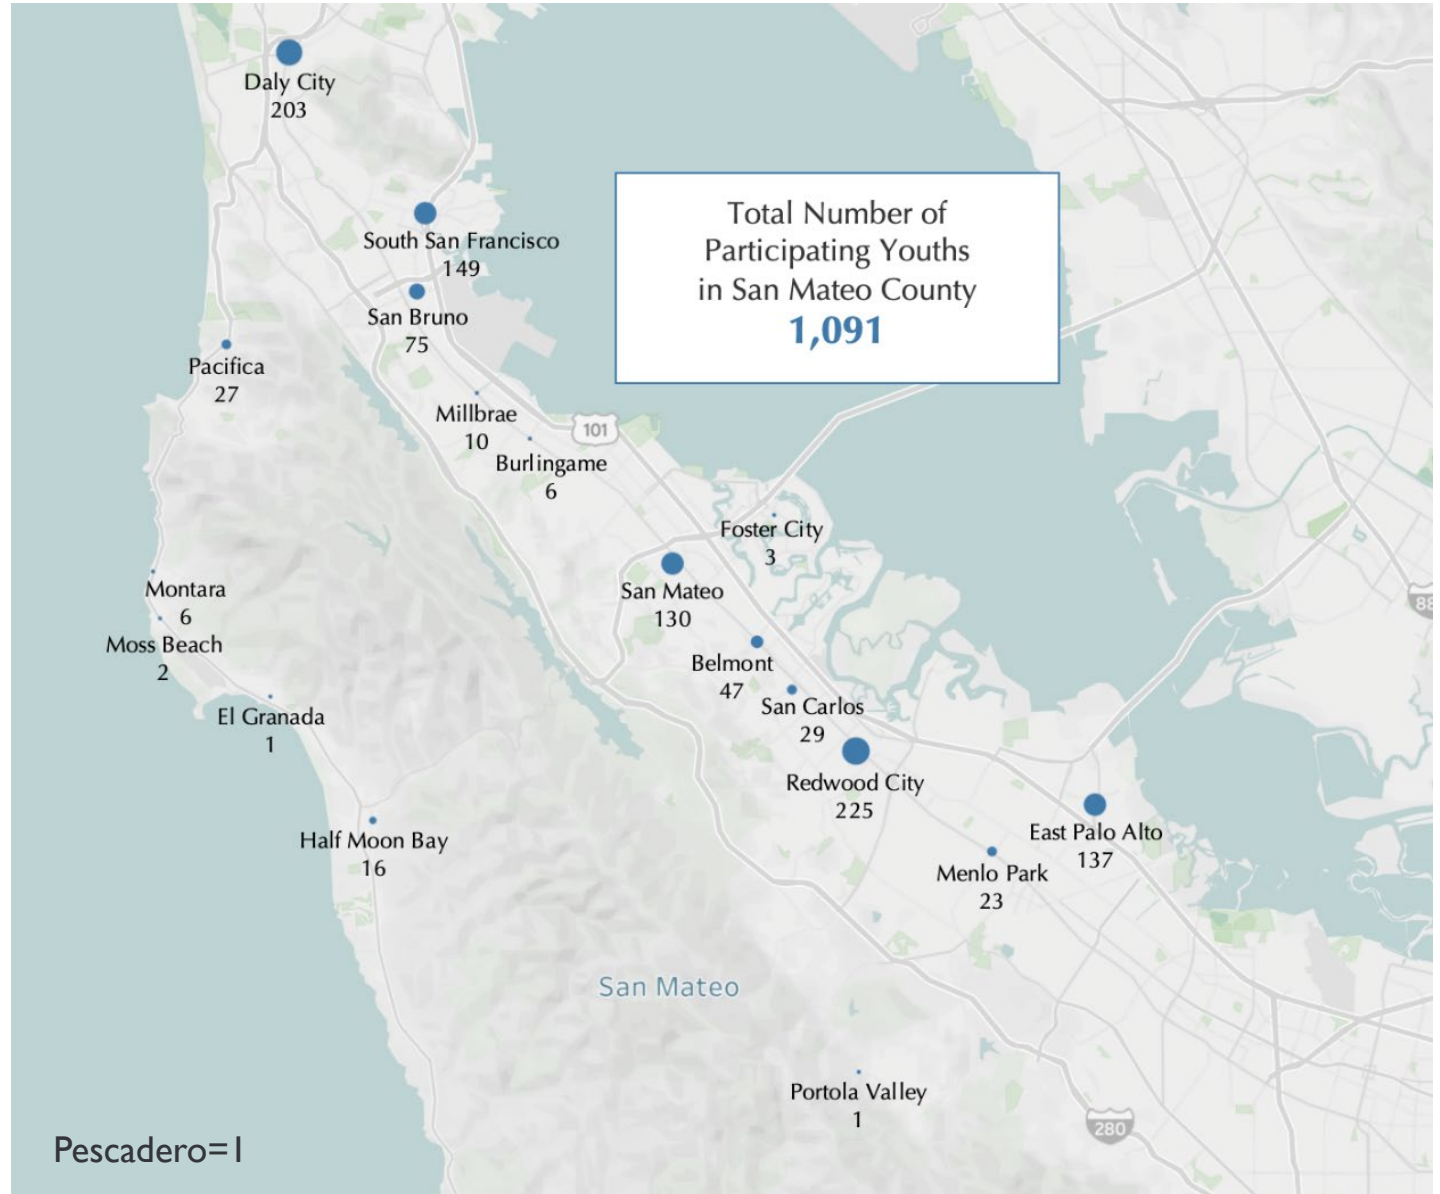 Daly City
203
South San Francisco
149
San Bruno
75
Pacifica
27
Millbrae
10
Burlingame
6
101
Total Number of
Participating Youths
in San Mateo County
1,091
Foster City
3
San Mateo
130
Montara
6
Moss Beach
2
El Granada
1
Belmont
47
San Carlos
29
Redwood City
225
Half Moon Bay
16
East Palo Alto
137
Menlo Park
23
88
San Mateo
Portola Valley
1
280
Pescadero=1